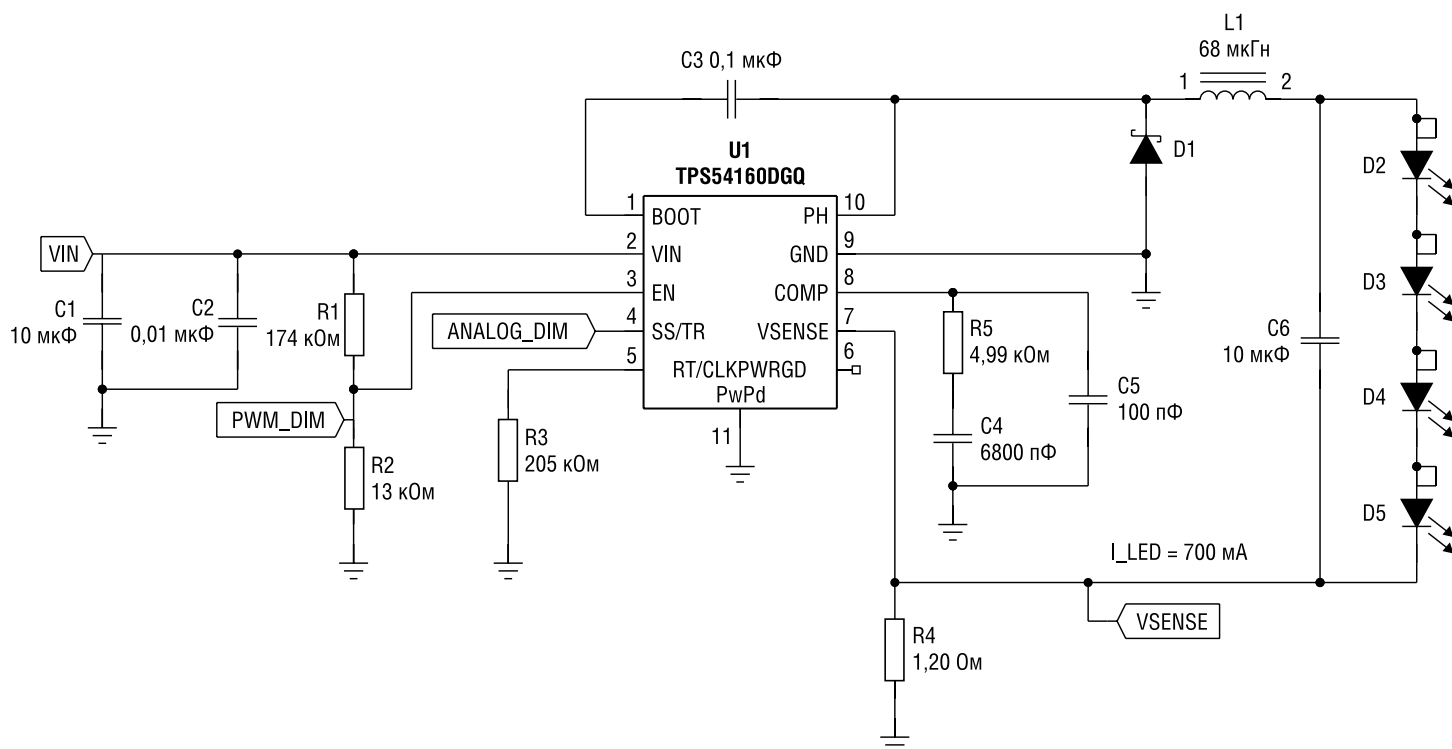 L1
68 мкГн
1 2
C3 0,1 мкФ
U1
TPS54160DGQ
D1
D2
1 BOOT PH 10
VIN
2 VIN GND 9
3 EN COMP 8
4 SS/TR VSENSE 7
5 RT/CLKPWRGD 6
PwPd
11
ANALOG_DIM
C1
10 мкФ
C2
0,01 мкФ
R1
174 кОм
PWM_DIM
R2
13 кОм
R3
205 кОм
R5
4,99 кОм
C4
6800 пФ
C5
100 пФ
C6
10 мкФ
D3
D4
D5
I_LED = 700 мА
VSENSE
R4
1,20 Ом